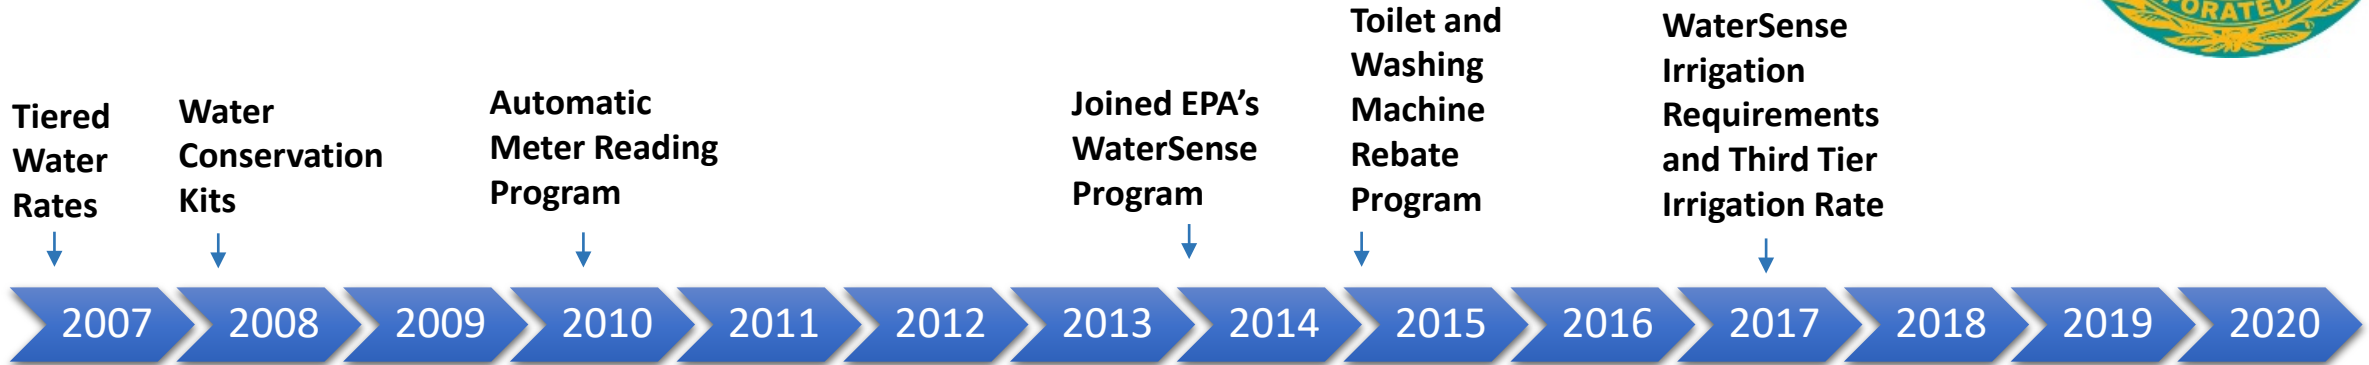 Tiered
Water
Rates
Water
Conservation
Kits
Automatic
Meter Reading
Program
Joined EPA's
WaterSense
Program
Toilet and
Washing
Machine
Rebate
Program
WaterSense
Irrigation
Requirements
and Third Tier
Irrigation Rate
2007
2008
2009
2010
2011
2012
2013
2014
2015
2016
2017
2018
2019
2020